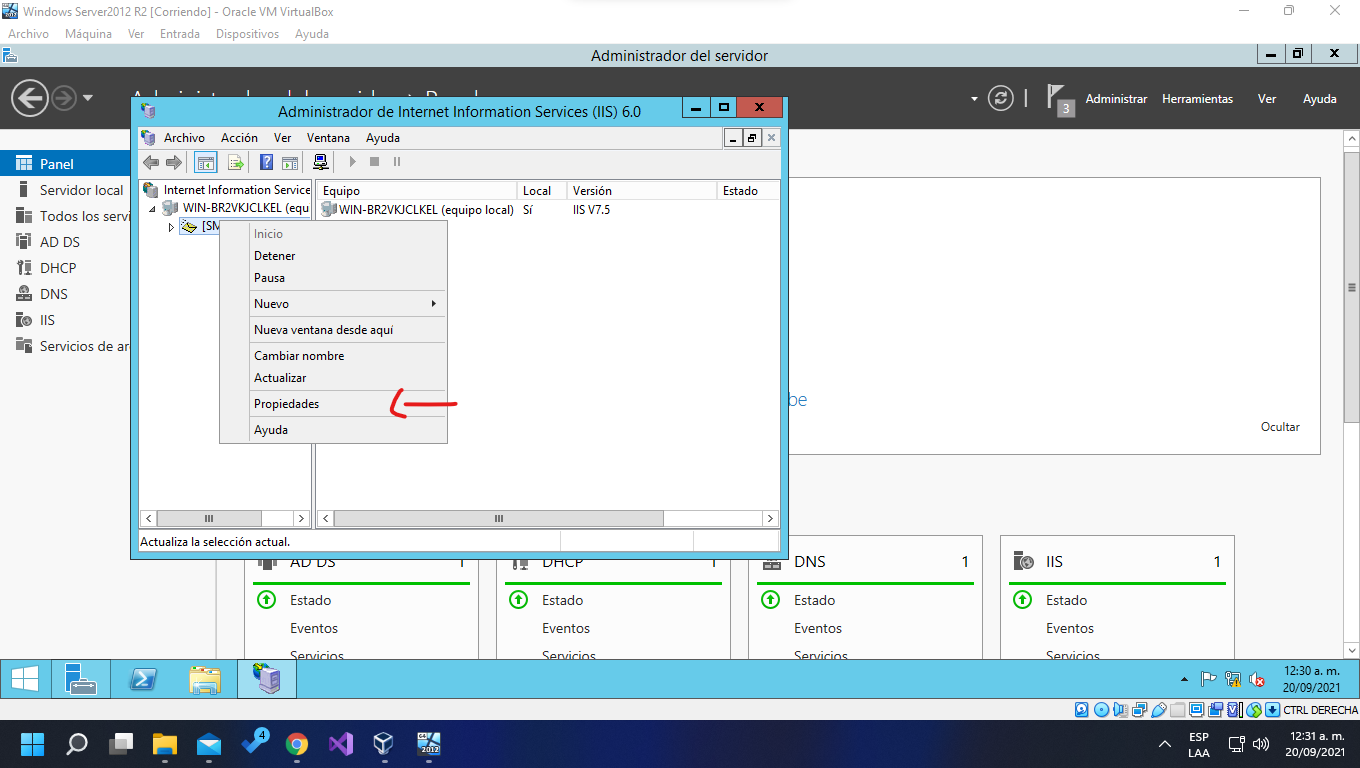 Windows Server2012 R2 [Corriendo] - Oracle VM VirtualBox
Archivo Máquina Ver Entrada Dispositivos Ayuda
Administrador del servidor
3 Administrar Herramientas Ver Ayuda
Administrador de Internet Information Services (IIS) 6.0
Archivo Acción Ver Ventana Ayuda
Panel
Servidor local
Todos los servi
AD DS
DHCP
DNS
IIS
Servicios de ar
Internet Information Service
WIN-BR2VKJCLKEL (equ
[SM
Equipo Local Versión Estado
WIN-BR2VKJCLKEL (equipo local) Sí IIS V7.5
Inicio
Detener
Pausa
Nuevo
Nueva ventana desde aquí
Cambiar nombre
Actualizar
Propiedades
Ayuda
be
Ocultar
Actualiza la selección actual.
AD DS 1
Estado
Eventos
Servicios
DHCP 1
Estado
Eventos
Servicios
DNS 1
Estado
Eventos
Servicios
IIS 1
Estado
Eventos
Servicios
12:30 a. m.
20/09/2021
CTRL DERECHA
4
2012
ESP
LAA
12:31 a. m.
20/09/2021